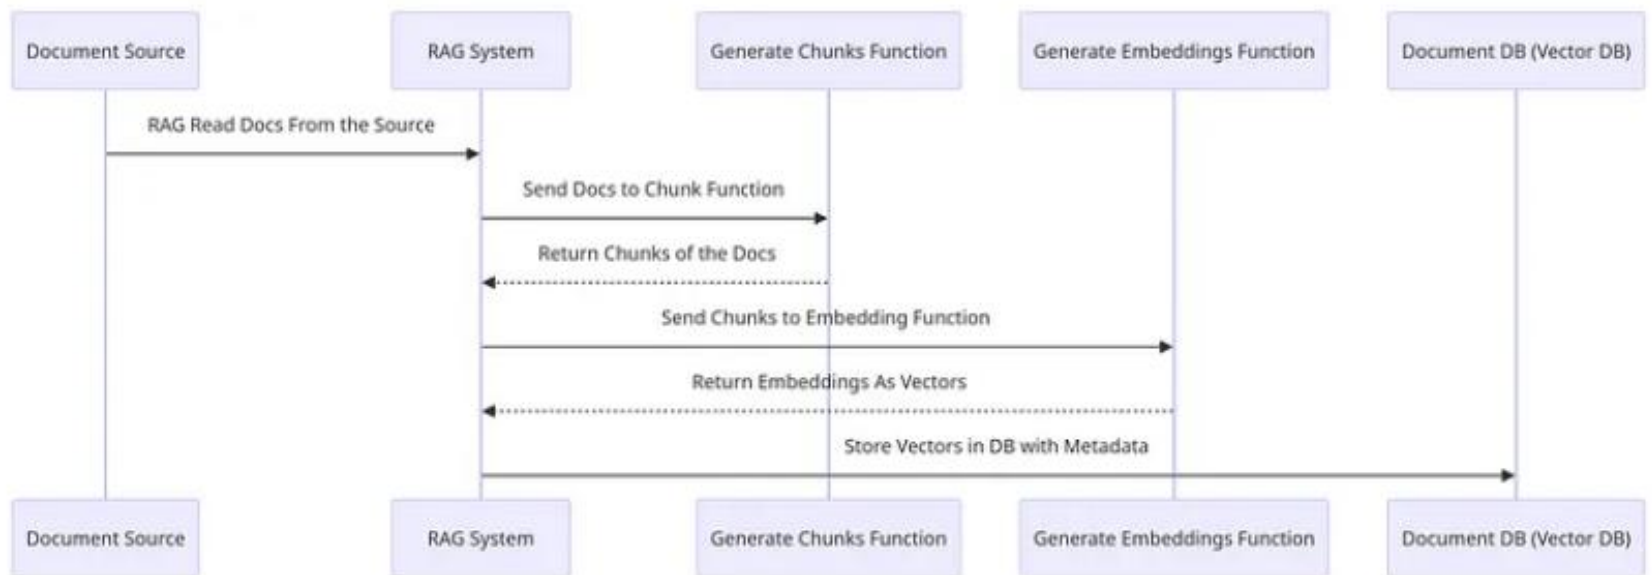 Document Source
RAG System
Generate Chunks Function
Generate Embeddings Function
Document DB (Vector DB)
RAG Read Docs From the Source
Send Docs to Chunk Function
Return Chunks of the Docs
Send Chunks to Embedding Function
Return Embeddings As Vectors
Store Vectors in DB with Metadata
Document Source
RAG System
Generate Chunks Function
Generate Embeddings Function
Document DB (Vector DB)